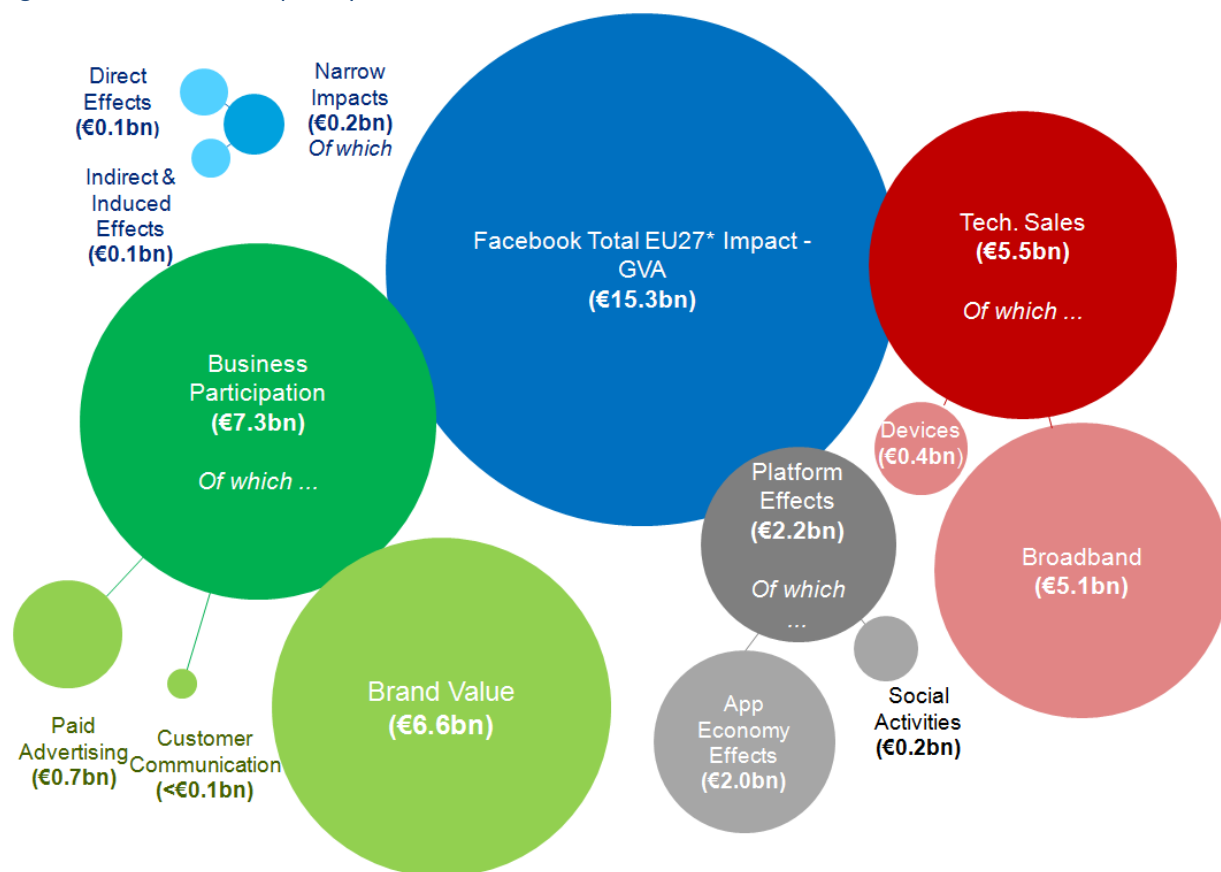 Direct
Effects
(€0.1bn)
Narrow
Impacts
(€0.2bn)
Of which
Indirect &
Induced
Effects
(€0.1bn)
Facebook Total EU27* Impact -
GVA
(€15.3bn)
Tech. Sales
(€5.5bn)
Of which ...
Business
Participation
(€7.3bn)
Of which ...
Devices
(€0.4bn)
Platform
Effects
(€2.2bn)
Of which
...
Broadband
(€5.1bn)
Brand Value
(€6.6bn)
Paid
Advertising
(€0.7bn)
Customer
Communication
(<€0.1bn)
App
Economy
Effects
(€2.0bn)
Social
Activities
(€0.2bn)